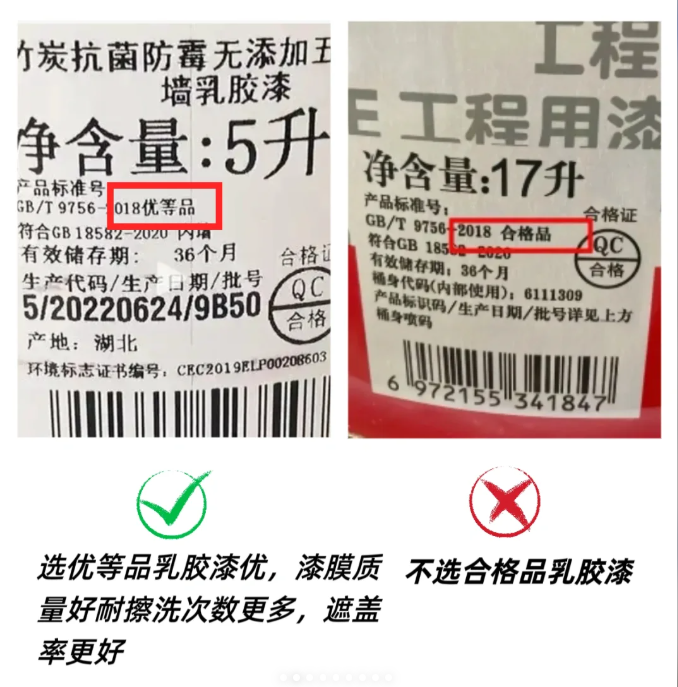 竹炭抗菌防霉无添加五
墙乳胶漆
净含量:5升
产品标准号
GB/T 9756-2018优等品
符合GB 18582-2020 内墙
有效储存期: 36个月
生产代码/生产日期/批号
5/20220624/9B50
合格证
QC
合格
产地: 湖北
环境标志证书编号: CEC2019ELP00208603
工程
E 工程用漆
净含量:17升
产品标准号:
GB/T 9756-2018 合格品
符合GB 18582-2020
有效储存期: 36个月
桶身代码(内部使用): 6111309
产品标识码/生产日期/批号详见上方
桶身喷码
合格证
QC
合格
6 972155 341847
选优等品乳胶漆优，漆膜质
量好耐擦洗次数更多，遮盖
率更好
不选合格品乳胶漆